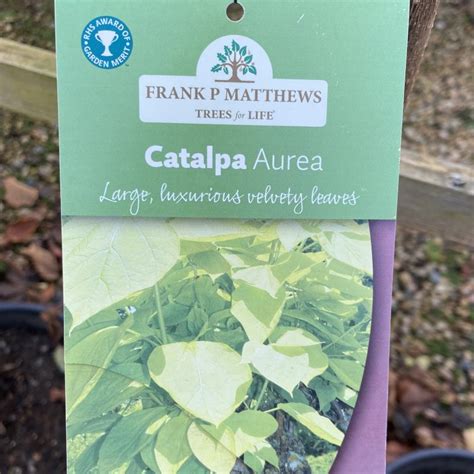 RHS AWARD OF
GARDEN MERIT
FRANK P MATTHEWS
TREES for LIFE
Catalpa Aurea
Large, luxurious velvety leaves